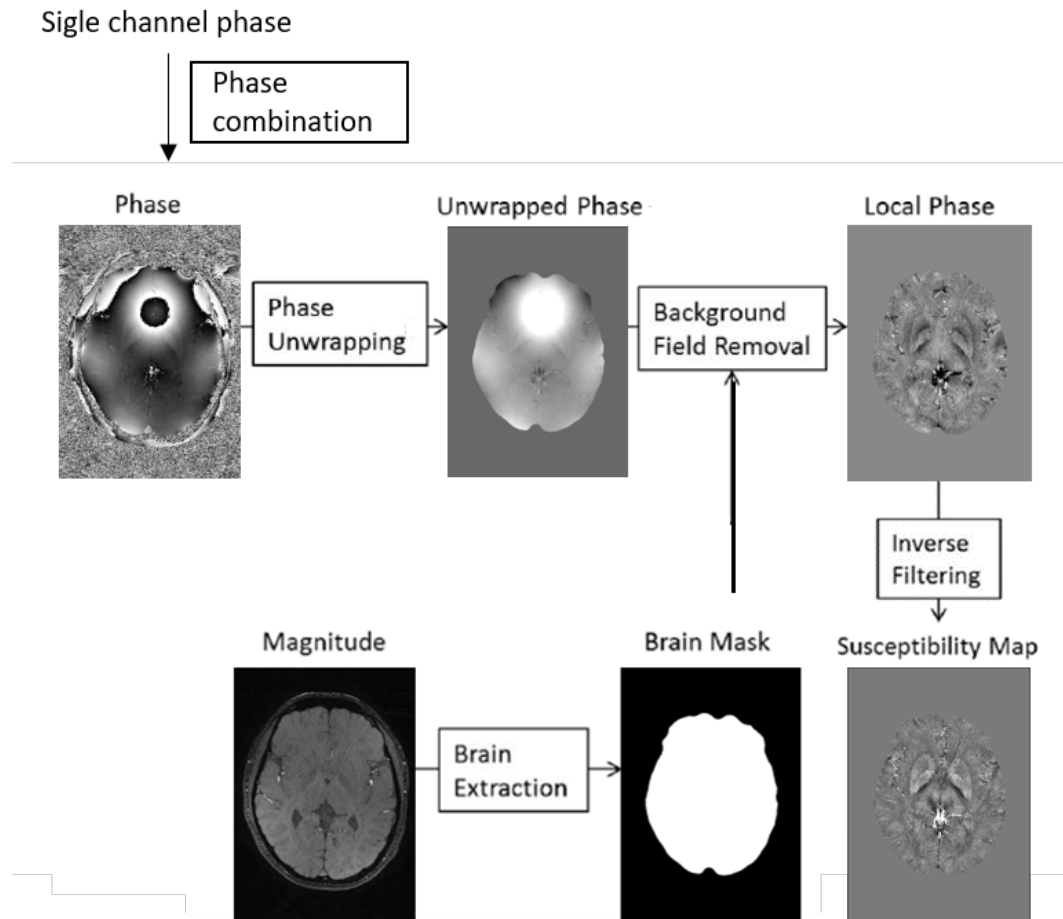 Sigle channel phase
Phase
combination
Phase
Unwrapped Phase
Local Phase
Phase
Unwrapping
Background
Field Removal
Inverse
Filtering
Magnitude
Brain Mask
Susceptibility Map
Brain
Extraction